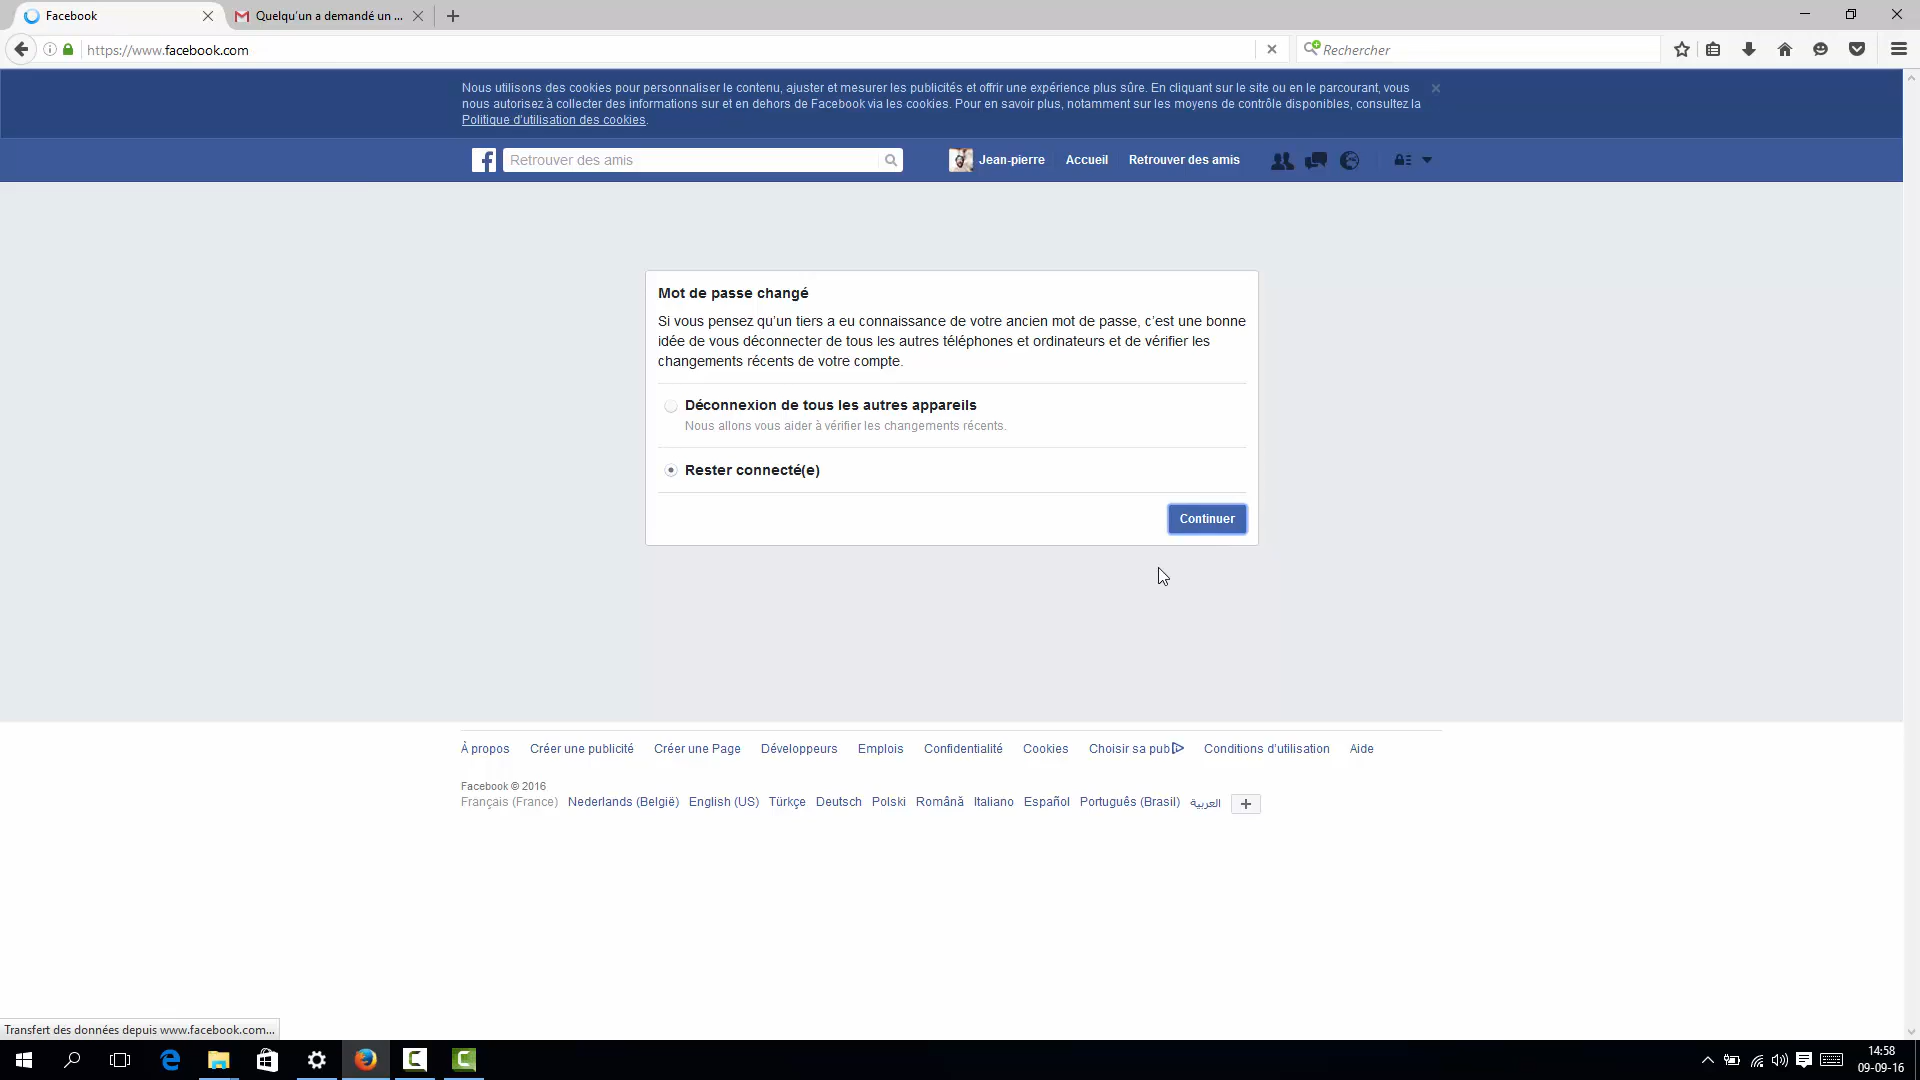 Facebook
Quelqu'un a demandé un ...
https://www.facebook.com
Rechercher
Nous utilisons des cookies pour personnaliser le contenu, ajuster et mesurer les publicités et offrir une expérience plus sûre. En cliquant sur le site ou en le parcourant, vous
nous autorisez à collecter des informations sur et en dehors de Facebook via les cookies. Pour en savoir plus, notamment sur les moyens de contrôle disponibles, consultez la
Politique d'utilisation des cookies.
Retrouver des amis
Jean-pierre
Accueil
Retrouver des amis
Mot de passe changé
Si vous pensez qu'un tiers a eu connaissance de votre ancien mot de passe, c'est une bonne
idée de vous déconnecter de tous les autres téléphones et ordinateurs et de vérifier les
changements récents de votre compte.
Déconnexion de tous les autres appareils
Nous allons vous aider à vérifier les changements récents.
Rester connecté(e)
Continuer
À propos Créer une publicité Créer une Page Développeurs Emplois Confidentialité Cookies Choisir sa pub Conditions d'utilisation Aide
Facebook © 2016
Français (France) Nederlands (België) English (US) Türkçe Deutsch Polski Română Italiano Español Português (Brasil) العربية
Transfert des données depuis www.facebook.com...
14:58
09-09-16